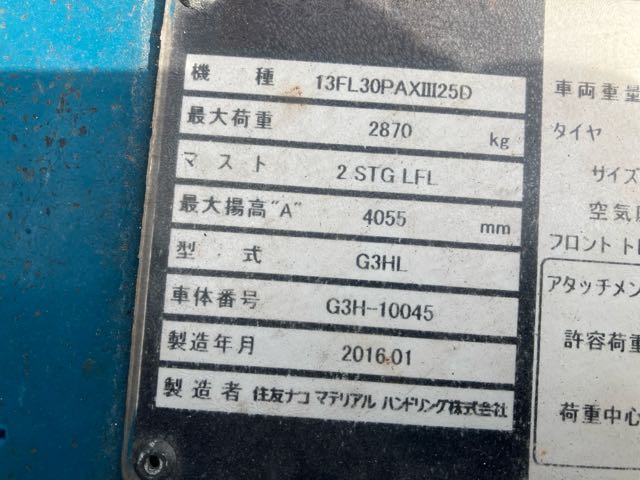 機種 13FL30PAXⅢ25D
最大荷重 2870 kg
マスト 2 STG LFL
最大揚高"A" 4055 mm
型式 G3HL
車体番号 G3H-10045
製造年月 2016.01
製造者 住友ナコ マテリアル ハンドリング株式会社
車両重量
タイヤ
サイズ
空気
フロント
アタッチメン
許容荷重
荷重中心